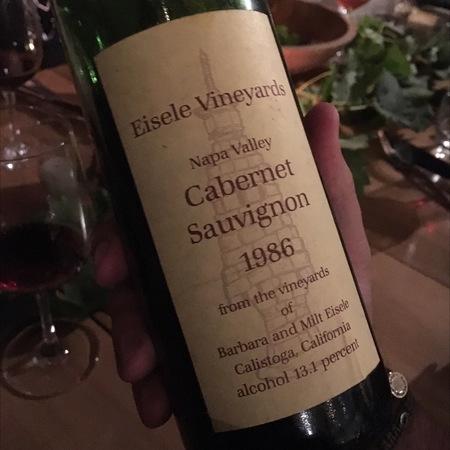 Eisele Vineyards
Napa Valley
Cabernet
Sauvignon
1986
from the vineyards
of
Barbara and Milt Eisele
Calistoga, California
alcohol 13.1 percent